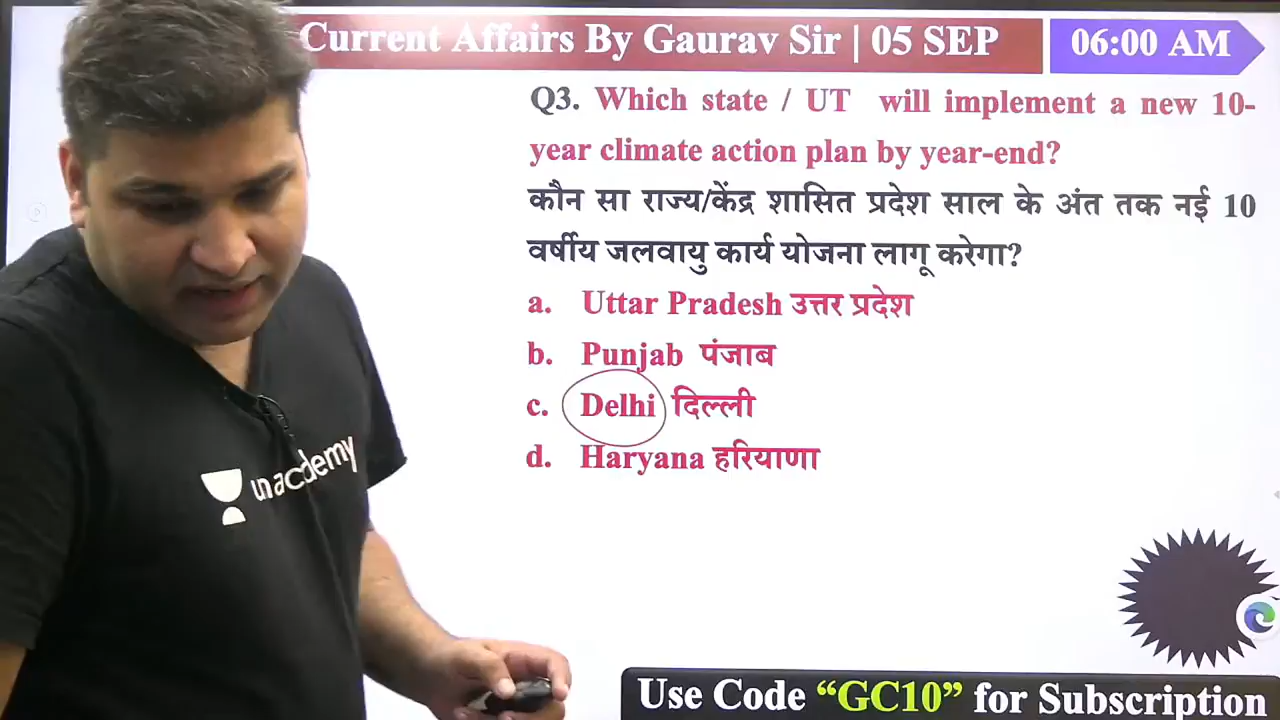 Current Affairs By Gaurav Sir | 05 SEP
06:00 AM
Q3. Which state / UT will implement a new 10-
year climate action plan by year-end?
कौन सा राज्य/केंद्र शासित प्रदेश साल के अंत तक नई 10
वर्षीय जलवायु कार्य योजना लागू करेगा?
a. Uttar Pradesh उत्तर प्रदेश
b. Punjab पंजाब
c. Delhi दिल्ली
d. Haryana हरियाणा
unacademy
Use Code “GC10” for Subscription